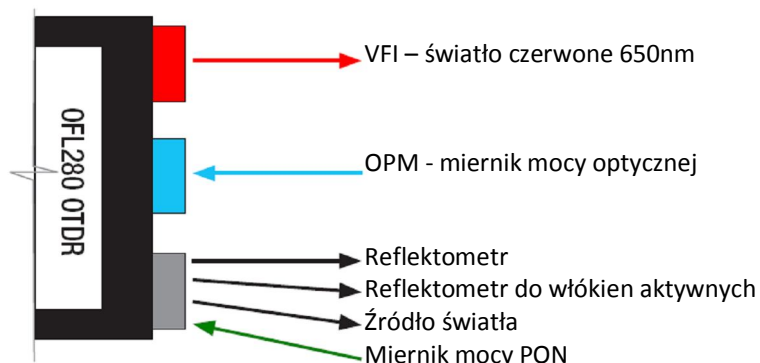 OFL280 OTDR
VFI – światło czerwone 650nm
OPM - miernik mocy optycznej
Reflektometr
Reflektometr do włókien aktywnych
Źródło światła
Miernik mocy PON